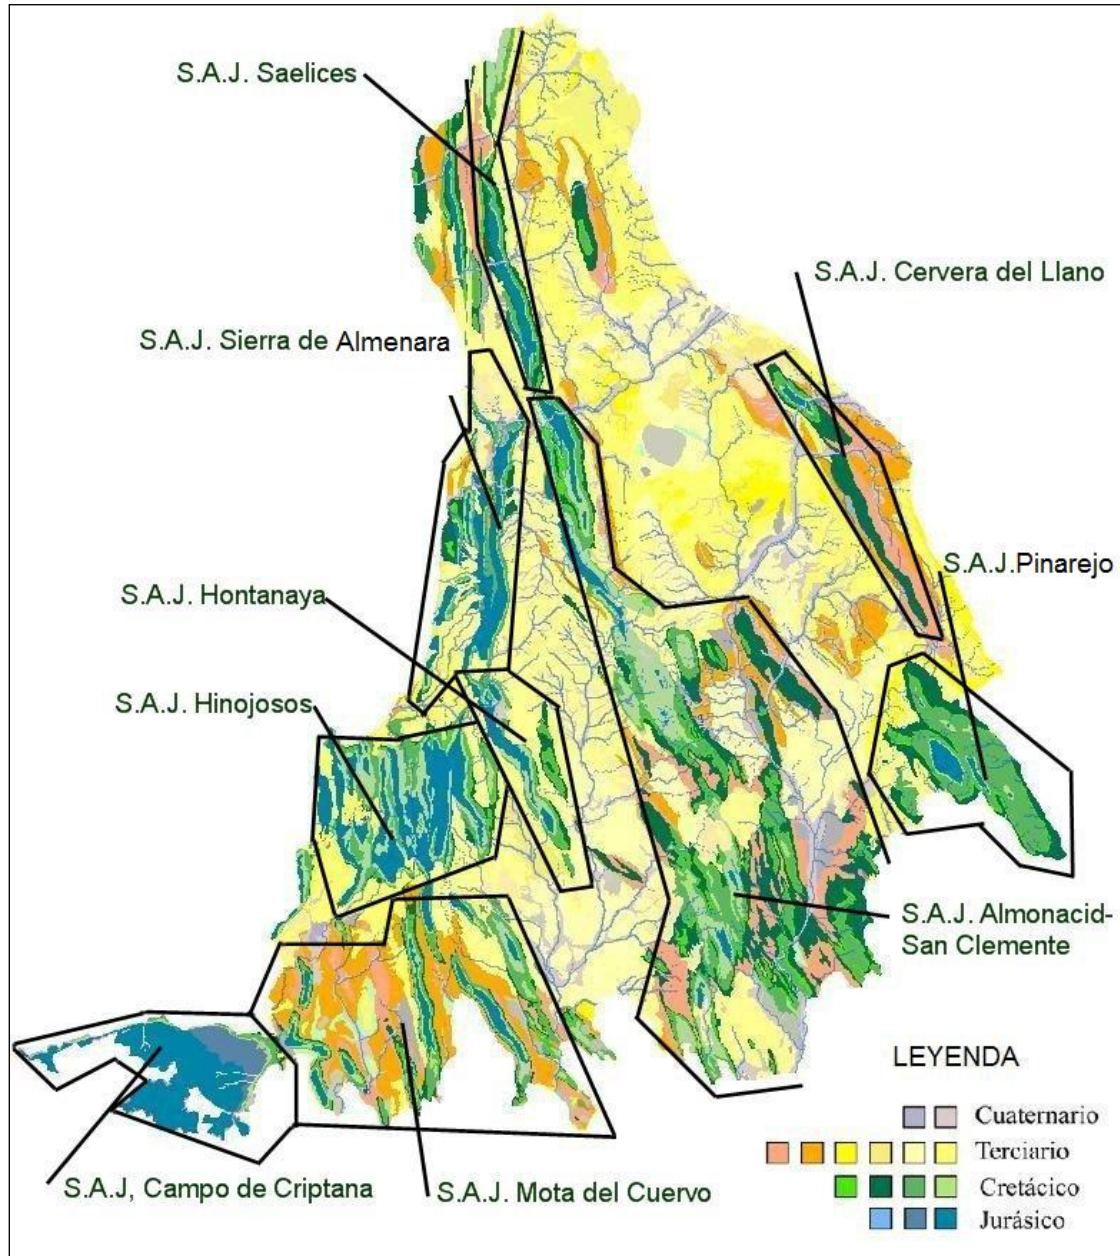 S.A.J. Saelices
S.A.J. Cervera del Llano
S.A.J. Sierra de Almenara
S.A.J.Pinarejo
S.A.J. Hontanaya
S.A.J. Hinojosos
S.A.J. Almonacid-
San Clemente
LEYENDA
Cuaternario
Terciario
Cretácico
Jurásico
S.A.J, Campo de Criptana
S.A.J. Mota del Cuervo